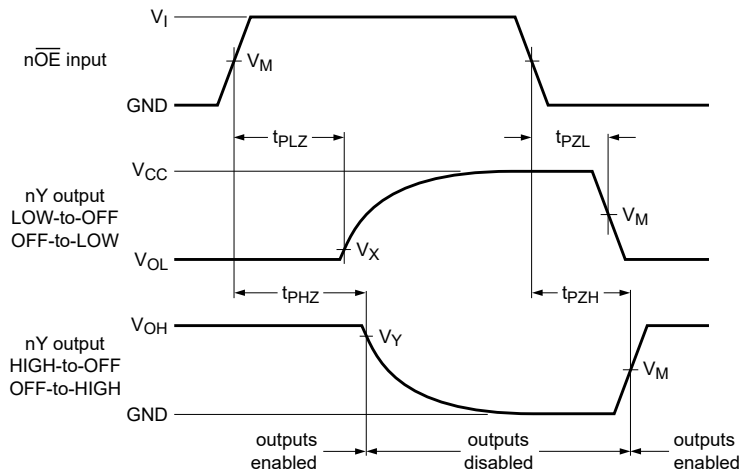 V_I
nOE input
V_M
GND
t_PLZ
t_PZL
V_CC
nY output
LOW-to-OFF
OFF-to-LOW
V_M
V_X
V_OL
t_PHZ
t_PZH
V_OH
nY output
HIGH-to-OFF
OFF-to-HIGH
V_Y
V_M
GND
outputs
enabled
outputs
disabled
outputs
enabled